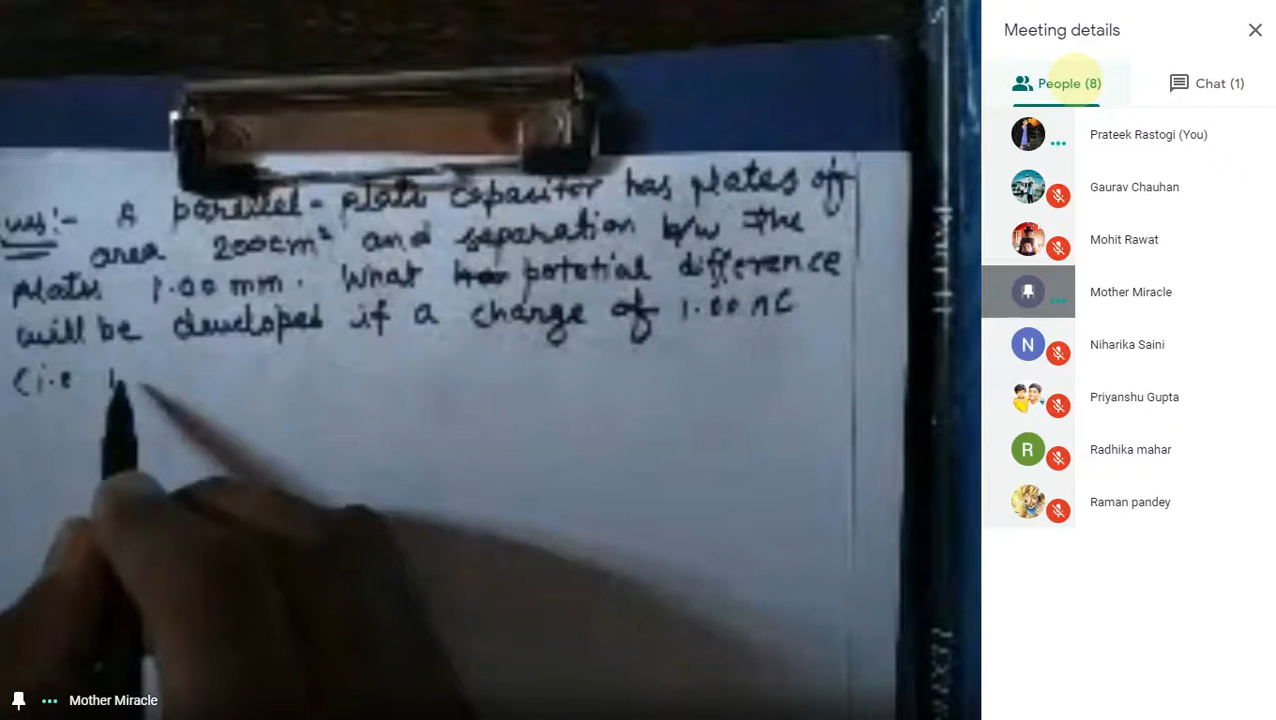 Ques:- A parallel-plate capacitor has plates off
area 200cm² and separation b/w the
plates 1.00 mm. What potential difference
will be developed if a charge of 1.00 nC
(i.e 1
Mother Miracle
Meeting details
People (8)
Chat (1)
Prateek Rastogi (You)
Gaurav Chauhan
Mohit Rawat
Mother Miracle
N
Niharika Saini
Priyanshu Gupta
R
Radhika mahar
Raman pandey